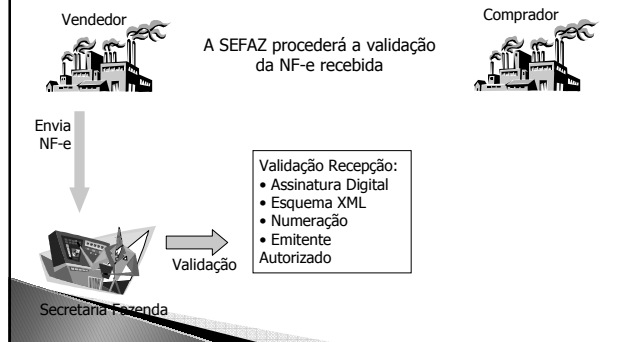 Vendedor
A SEFAZ procederá a validação
da NF-e recebida
Comprador
Envia
NF-e
Validação Recepção:
• Assinatura Digital
• Esquema XML
• Numeração
• Emitente
Autorizado
Validação
Secretaria Fazenda